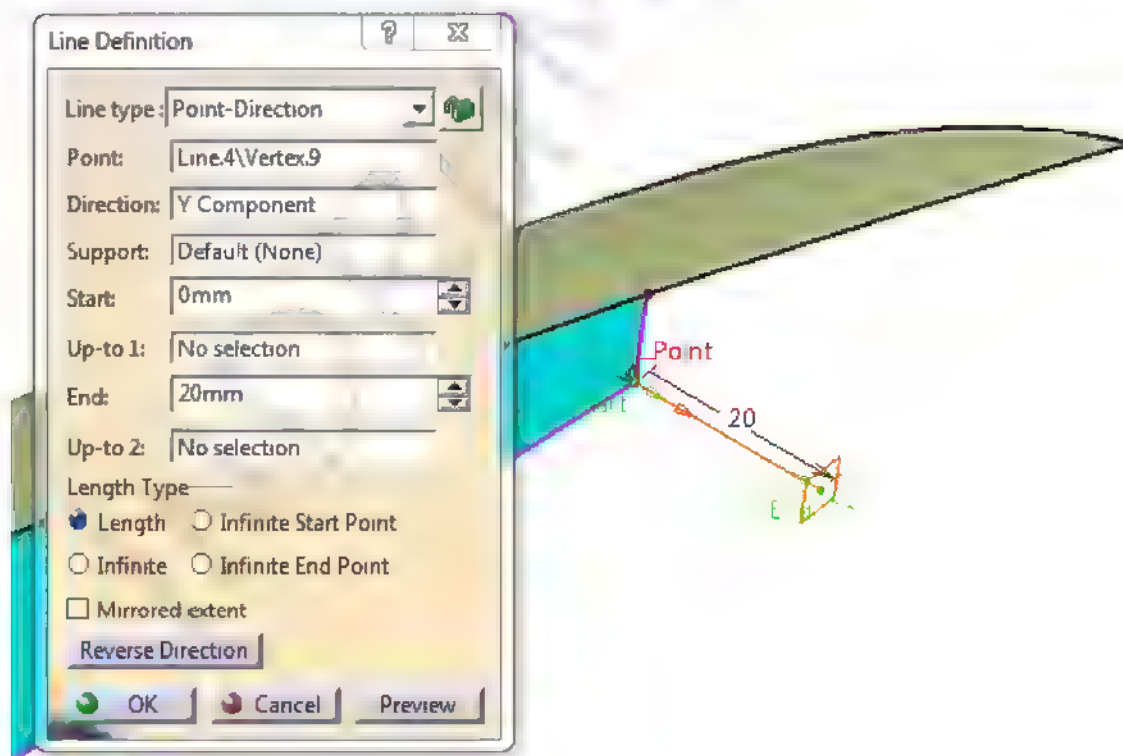 Line Definition
Line type : Point-Direction
Point: Line.4\Vertex.9
Direction: Y Component
Support: Default (None)
Start: 0mm
Up-to 1: No selection
End: 20mm
Up-to 2: No selection
Length Type
Length Infinite Start Point
Infinite Infinite End Point
Mirrored extent
Reverse Direction
OK Cancel Preview
Point
20